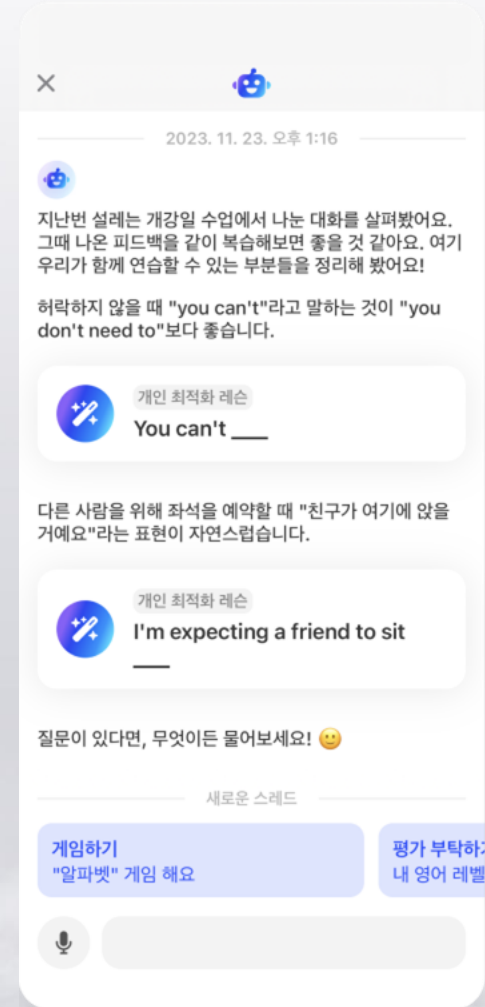 2023. 11. 23. 오후 1:16
지난번 설레는 개강일 수업에서 나눈 대화를 살펴봤어요.
그때 나온 피드백을 같이 복습해보면 좋을 것 같아요. 여기
우리가 함께 연습할 수 있는 부분들을 정리해 봤어요!
허락하지 않을 때 "you can't"라고 말하는 것이 "you
don't need to"보다 좋습니다.
개인 최적화 레슨
You can't ___
다른 사람을 위해 좌석을 예약할 때 "친구가 여기에 앉을
거예요"라는 표현이 자연스럽습니다.
개인 최적화 레슨
I'm expecting a friend to sit
___
질문이 있다면, 무엇이든 물어보세요! 🙂
새로운 스레드
게임하기
"알파벳" 게임 해요
평가 부탁하
내 영어 레벨